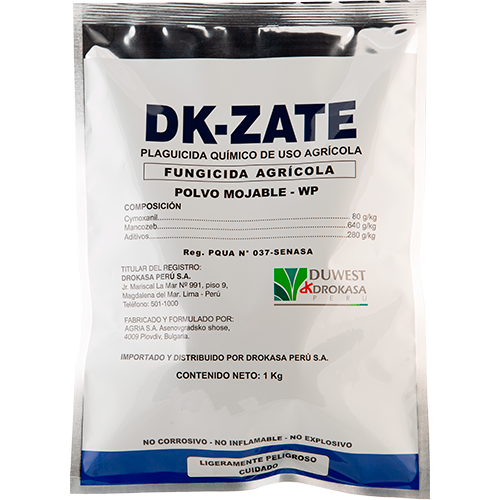 DK-ZATE
PLAGUICIDA QUÍMICO DE USO AGRÍCOLA
FUNGICIDA AGRÍCOLA
POLVO MOJABLE - WP
COMPOSICIÓN
Cymoxanil................................................80 g/kg
Mancozeb................................................640 g/kg
Aditivos................................................280 g/kg
Reg. PQUA N° 037-SENASA
TITULAR DEL REGISTRO:
DROKASA PERÚ S.A.
Jr. Mariscal La Mar Nº 991, piso 9,
Magdalena del Mar. Lima - Perú
Teléfono: 501-1000
DUWEST
DROKASA
PERÚ
FABRICADO Y FORMULADO POR:
AGRIA S.A. Asenovgradsko shose,
4009 Plovdiv, Bulgaria.
IMPORTADO Y DISTRIBUIDO POR DROKASA PERÚ S.A.
CONTENIDO NETO: 1 Kg
NO CORROSIVO - NO INFLAMABLE - NO EXPLOSIVO
LIGERAMENTE PELIGROSO
CUIDADO